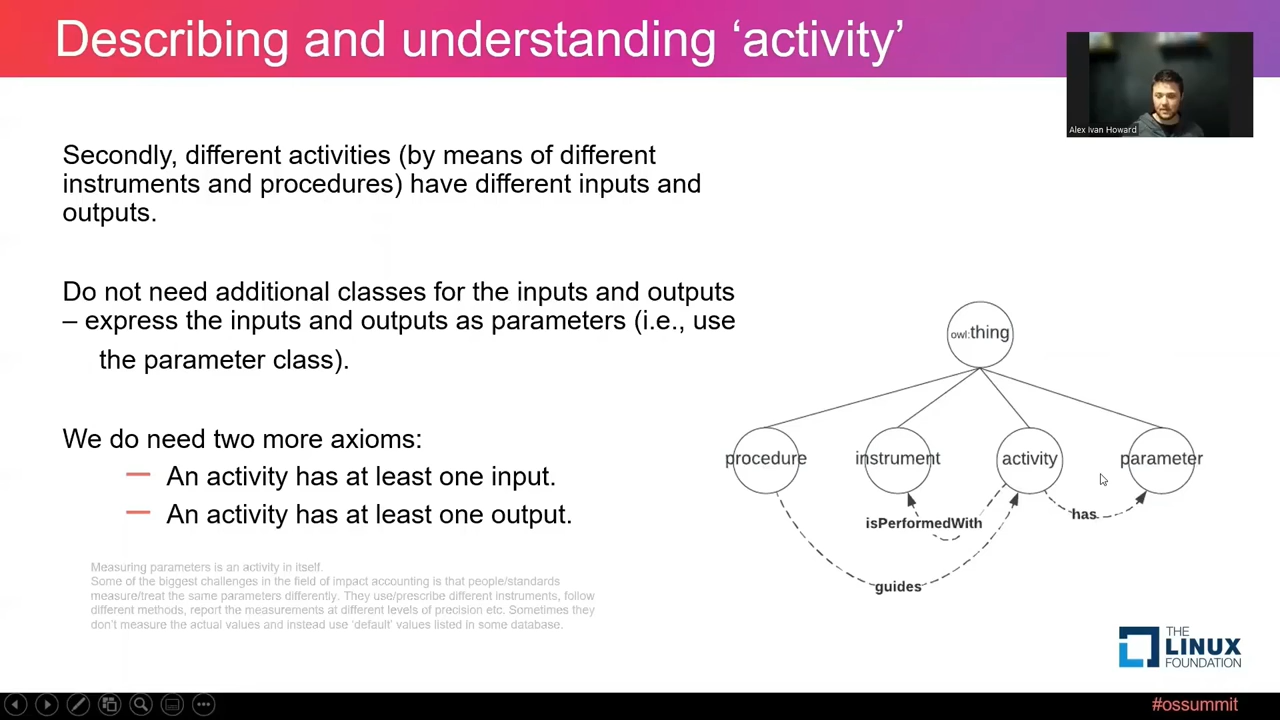 Describing and understanding ‘activity’
Alex Ivan Howard
Secondly, different activities (by means of different
instruments and procedures) have different inputs and
outputs.
Do not need additional classes for the inputs and outputs
– express the inputs and outputs as parameters (i.e., use
the parameter class).
We do need two more axioms:
— An activity has at least one input.
— An activity has at least one output.
Measuring parameters is an activity in itself.
Some of the biggest challenges in the field of impact accounting is that people/standards
measure/treat the same parameters differently. They use/prescribe different instruments, follow
different methods, report the measurements at different levels of precision etc. Sometimes they
don’t measure the actual values and instead use ‘default’ values listed in some database.
owl:thing
procedure
instrument
activity
parameter
isPerformedWith
has
guides
THE
LINUX
FOUNDATION
#ossummit